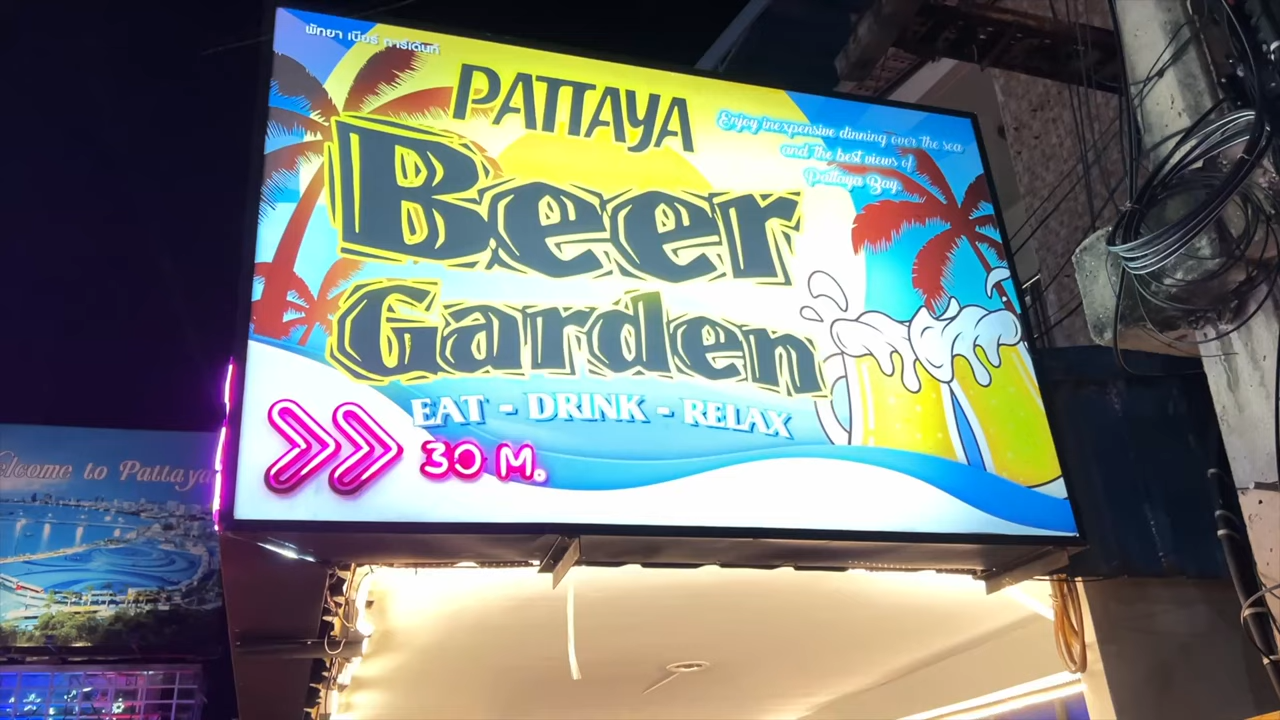 พัทยา เบียร์ การ์เด้นท์
PATTAYA
Beer
Garden
Enjoy inexpensive dinning over the sea
and the best views of
Pattaya Bay.
EAT - DRINK - RELAX
30 M.
elcome to Pattaya